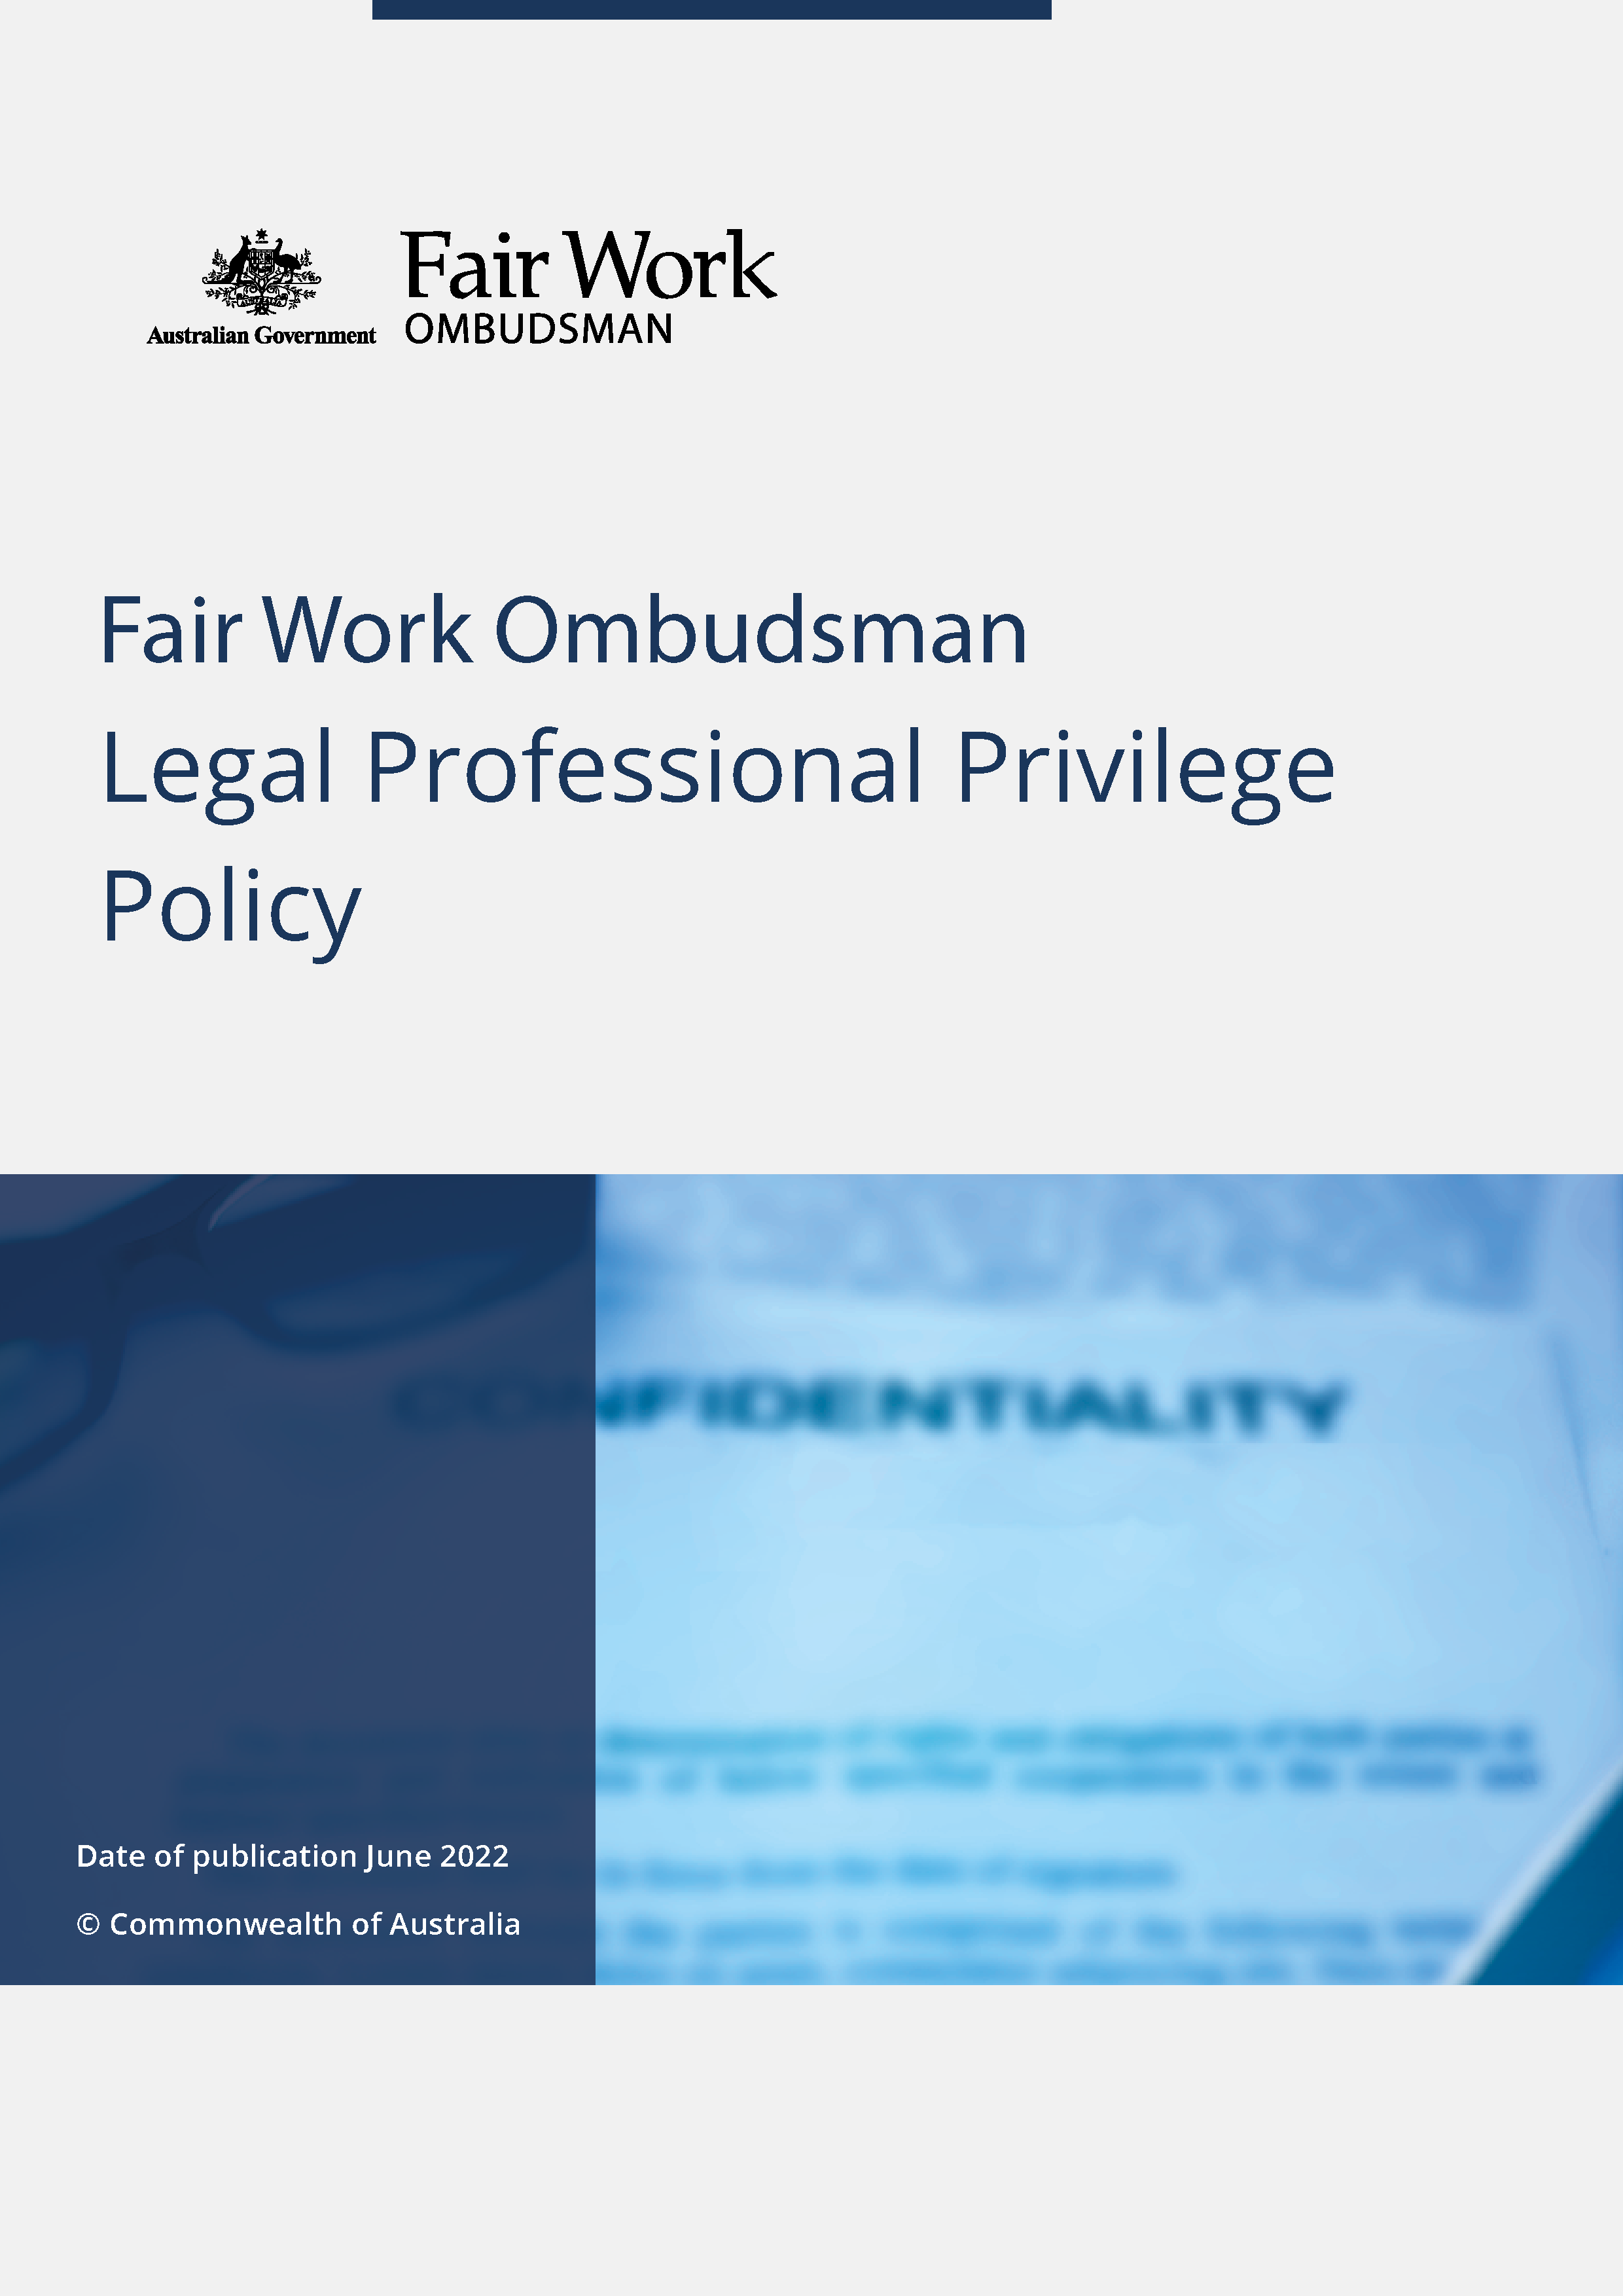 Australian Government
Fair Work
OMBUDSMAN
Fair Work Ombudsman
Legal Professional Privilege
Policy
CONFIDENTIALITY
Date of publication June 2022
© Commonwealth of Australia